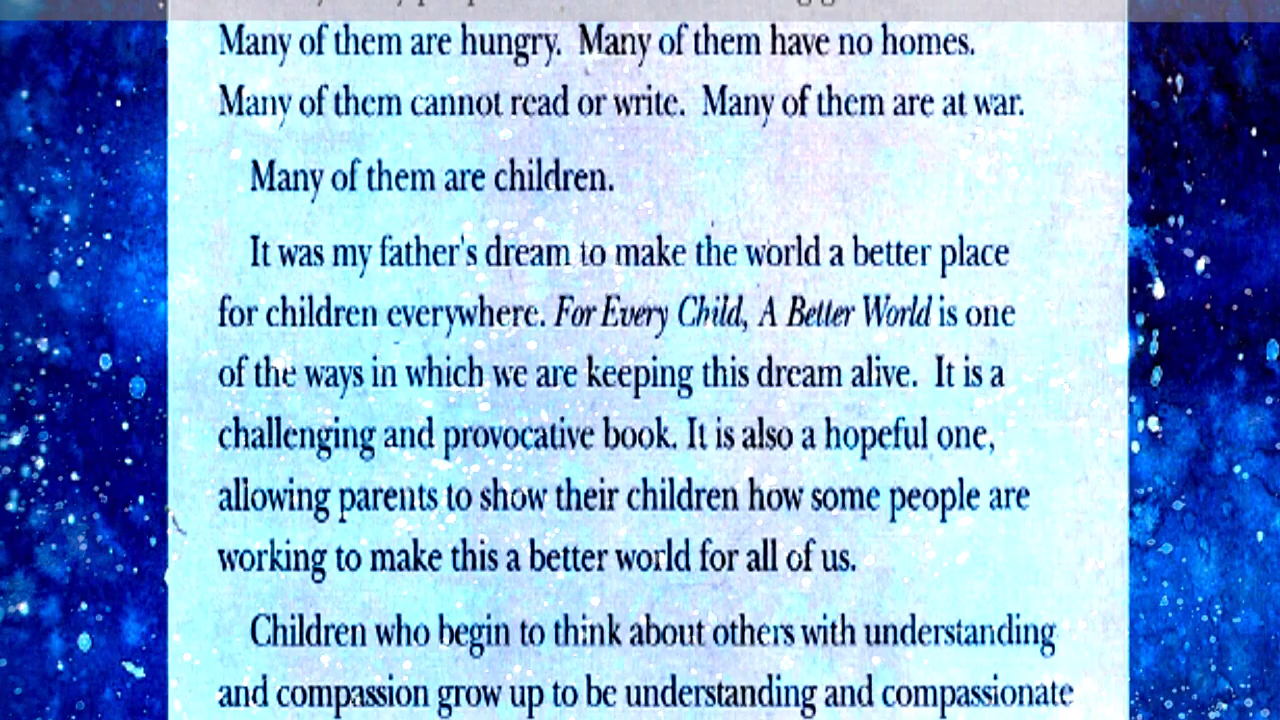 Many of them are hungry. Many of them have no homes.
Many of them cannot read or write. Many of them are at war.
Many of them are children.
It was my father's dream to make the world a better place
for children everywhere. For Every Child, A Better World is one
of the ways in which we are keeping this dream alive. It is a
challenging and provocative book. It is also a hopeful one,
allowing parents to show their children how some people are
working to make this a better world for all of us.
Children who begin to think about others with understanding
and compassion grow up to be understanding and compassionate